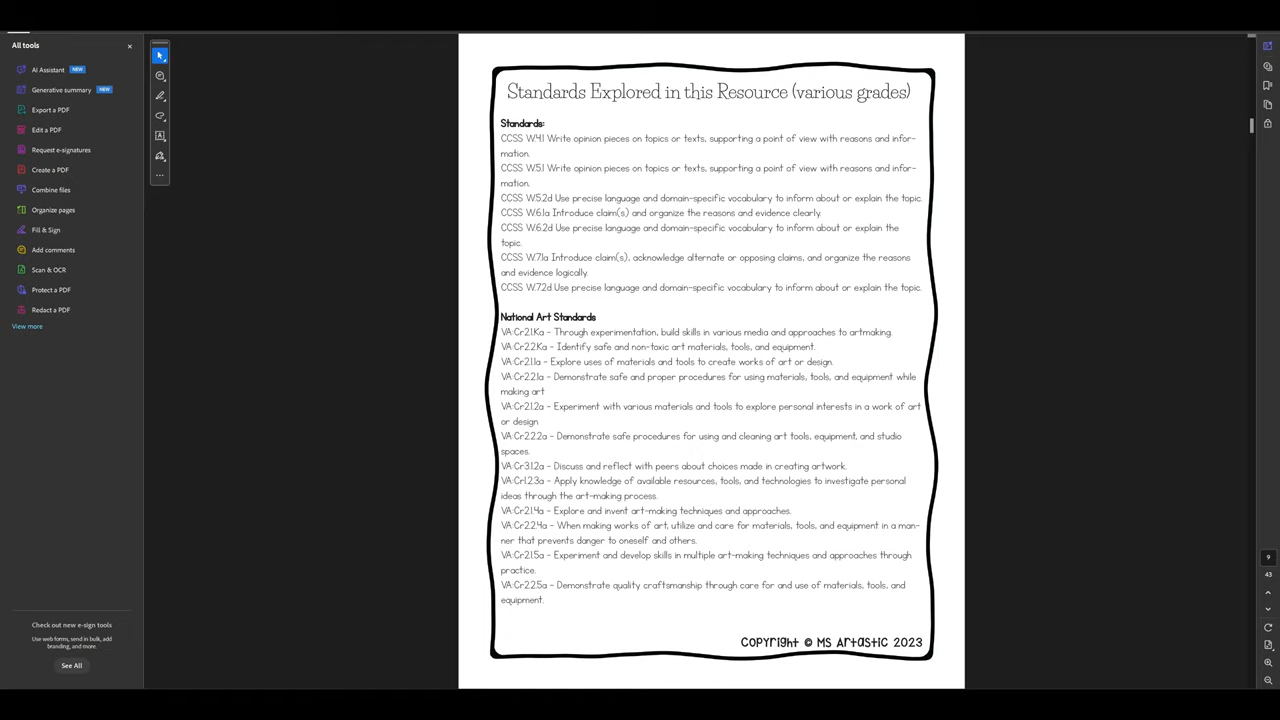 All tools
AI Assistant NEW
Generative summary NEW
Export a PDF
Edit a PDF
Request e-signatures
Create a PDF
Combine files
Organize pages
Fill & Sign
Add comments
Scan & OCR
Protect a PDF
Redact a PDF
View more
Check out new e-sign tools
Use web forms, send in bulk, add
branding, and more.
See All
Standards Explored in this Resource (various grades)
Standards:
CCSS W.4.1 Write opinion pieces on topics or texts, supporting a point of view with reasons and infor-
mation.
CCSS W.5.1 Write opinion pieces on topics or texts, supporting a point of view with reasons and infor-
mation.
CCSS W.5.2d Use precise language and domain-specific vocabulary to inform about or explain the topic.
CCSS W.6.1a Introduce claim(s) and organize the reasons and evidence clearly.
CCSS W.6.2d Use precise language and domain-specific vocabulary to inform about or explain the
topic.
CCSS W.7.1a Introduce claim(s), acknowledge alternate or opposing claims, and organize the reasons
and evidence logically.
CCSS W.7.2d Use precise language and domain-specific vocabulary to inform about or explain the topic.
National Art Standards
VA:Cr2.1.Ka - Through experimentation, build skills in various media and approaches to artmaking.
VA:Cr2.2.Ka - Identify safe and non-toxic art materials, tools, and equipment.
VA:Cr2.1.1a - Explore uses of materials and tools to create works of art or design.
VA:Cr2.2.1a - Demonstrate safe and proper procedures for using materials, tools, and equipment while
making art
VA:Cr2.1.2a - Experiment with various materials and tools to explore personal interests in a work of art
or design
VA:Cr2.2.2a - Demonstrate safe procedures for using and cleaning art tools, equipment, and studio
spaces.
VA:Cr3.1.2a - Discuss and reflect with peers about choices made in creating artwork.
VA:Cr1.2.3a - Apply knowledge of available resources, tools, and technologies to investigate personal
ideas through the art-making process.
VA:Cr2.1.4a - Explore and invent art-making techniques and approaches.
VA:Cr2.2.4a - When making works of art, utilize and care for materials, tools, and equipment in a man-
ner that prevents danger to oneself and others.
VA:Cr2.1.5a - Experiment and develop skills in multiple art-making techniques and approaches through
practice.
VA:Cr2.2.5a - Demonstrate quality craftsmanship through care for and use of materials, tools, and
equipment.
Copyright © Ms Artastic 2023
9
43